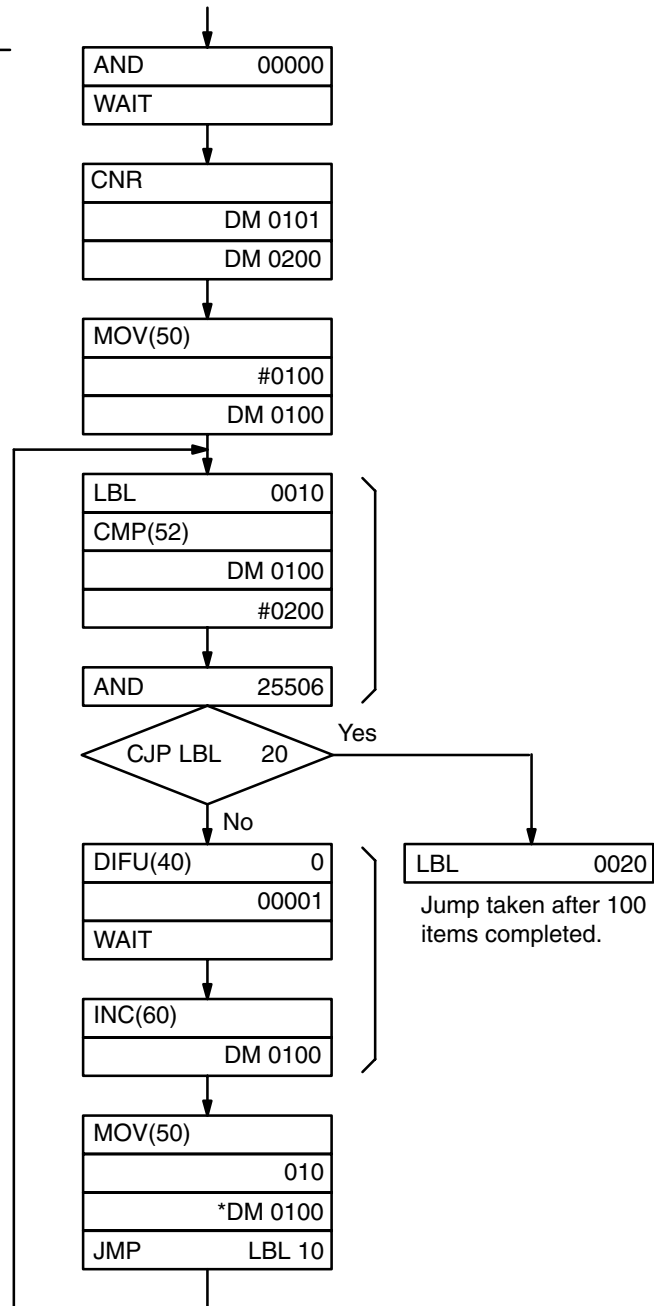 AND 00000
WAIT
CNR
DM 0101
DM 0200
MOV(50)
#0100
DM 0100
LBL 0010
CMP(52)
DM 0100
#0200
AND 25506
CJP LBL 20
Yes
No
DIFU(40) 0
00001
WAIT
LBL 0020
Jump taken after 100
items completed.
INC(60)
DM 0100
MOV(50)
010
*DM 0100
JMP LBL 10